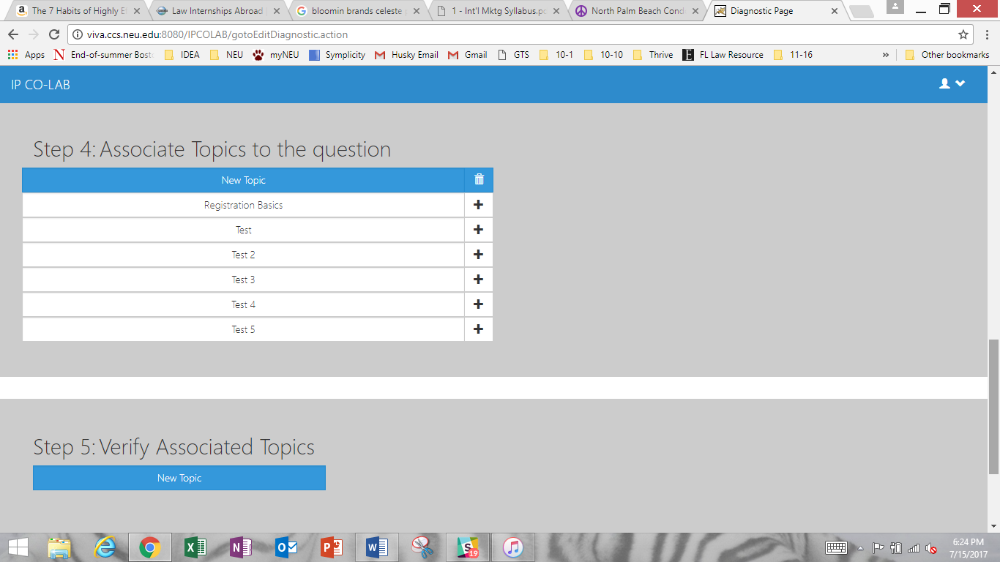 The 7 Habits of Highly E
Law Internships Abroad
bloomin brands celeste
1 - Int'l Mktg Syllabus.pd
North Palm Beach Cond
Diagnostic Page
viva.ccs.neu.edu:8080/IPCOLAB/gotoEditDiagnostic.action
Apps
End-of-summer Bost
IDEA
NEU
myNEU
Symplicity
Husky Email
Gmail
GTS
10-1
10-10
Thrive
FL Law Resource
11-16
»
Other bookmarks
IP CO-LAB
Step 4: Associate Topics to the question
New Topic
Registration Basics
Test
Test 2
Test 3
Test 4
Test 5
Step 5: Verify Associated Topics
New Topic
19
6:24 PM
7/15/2017